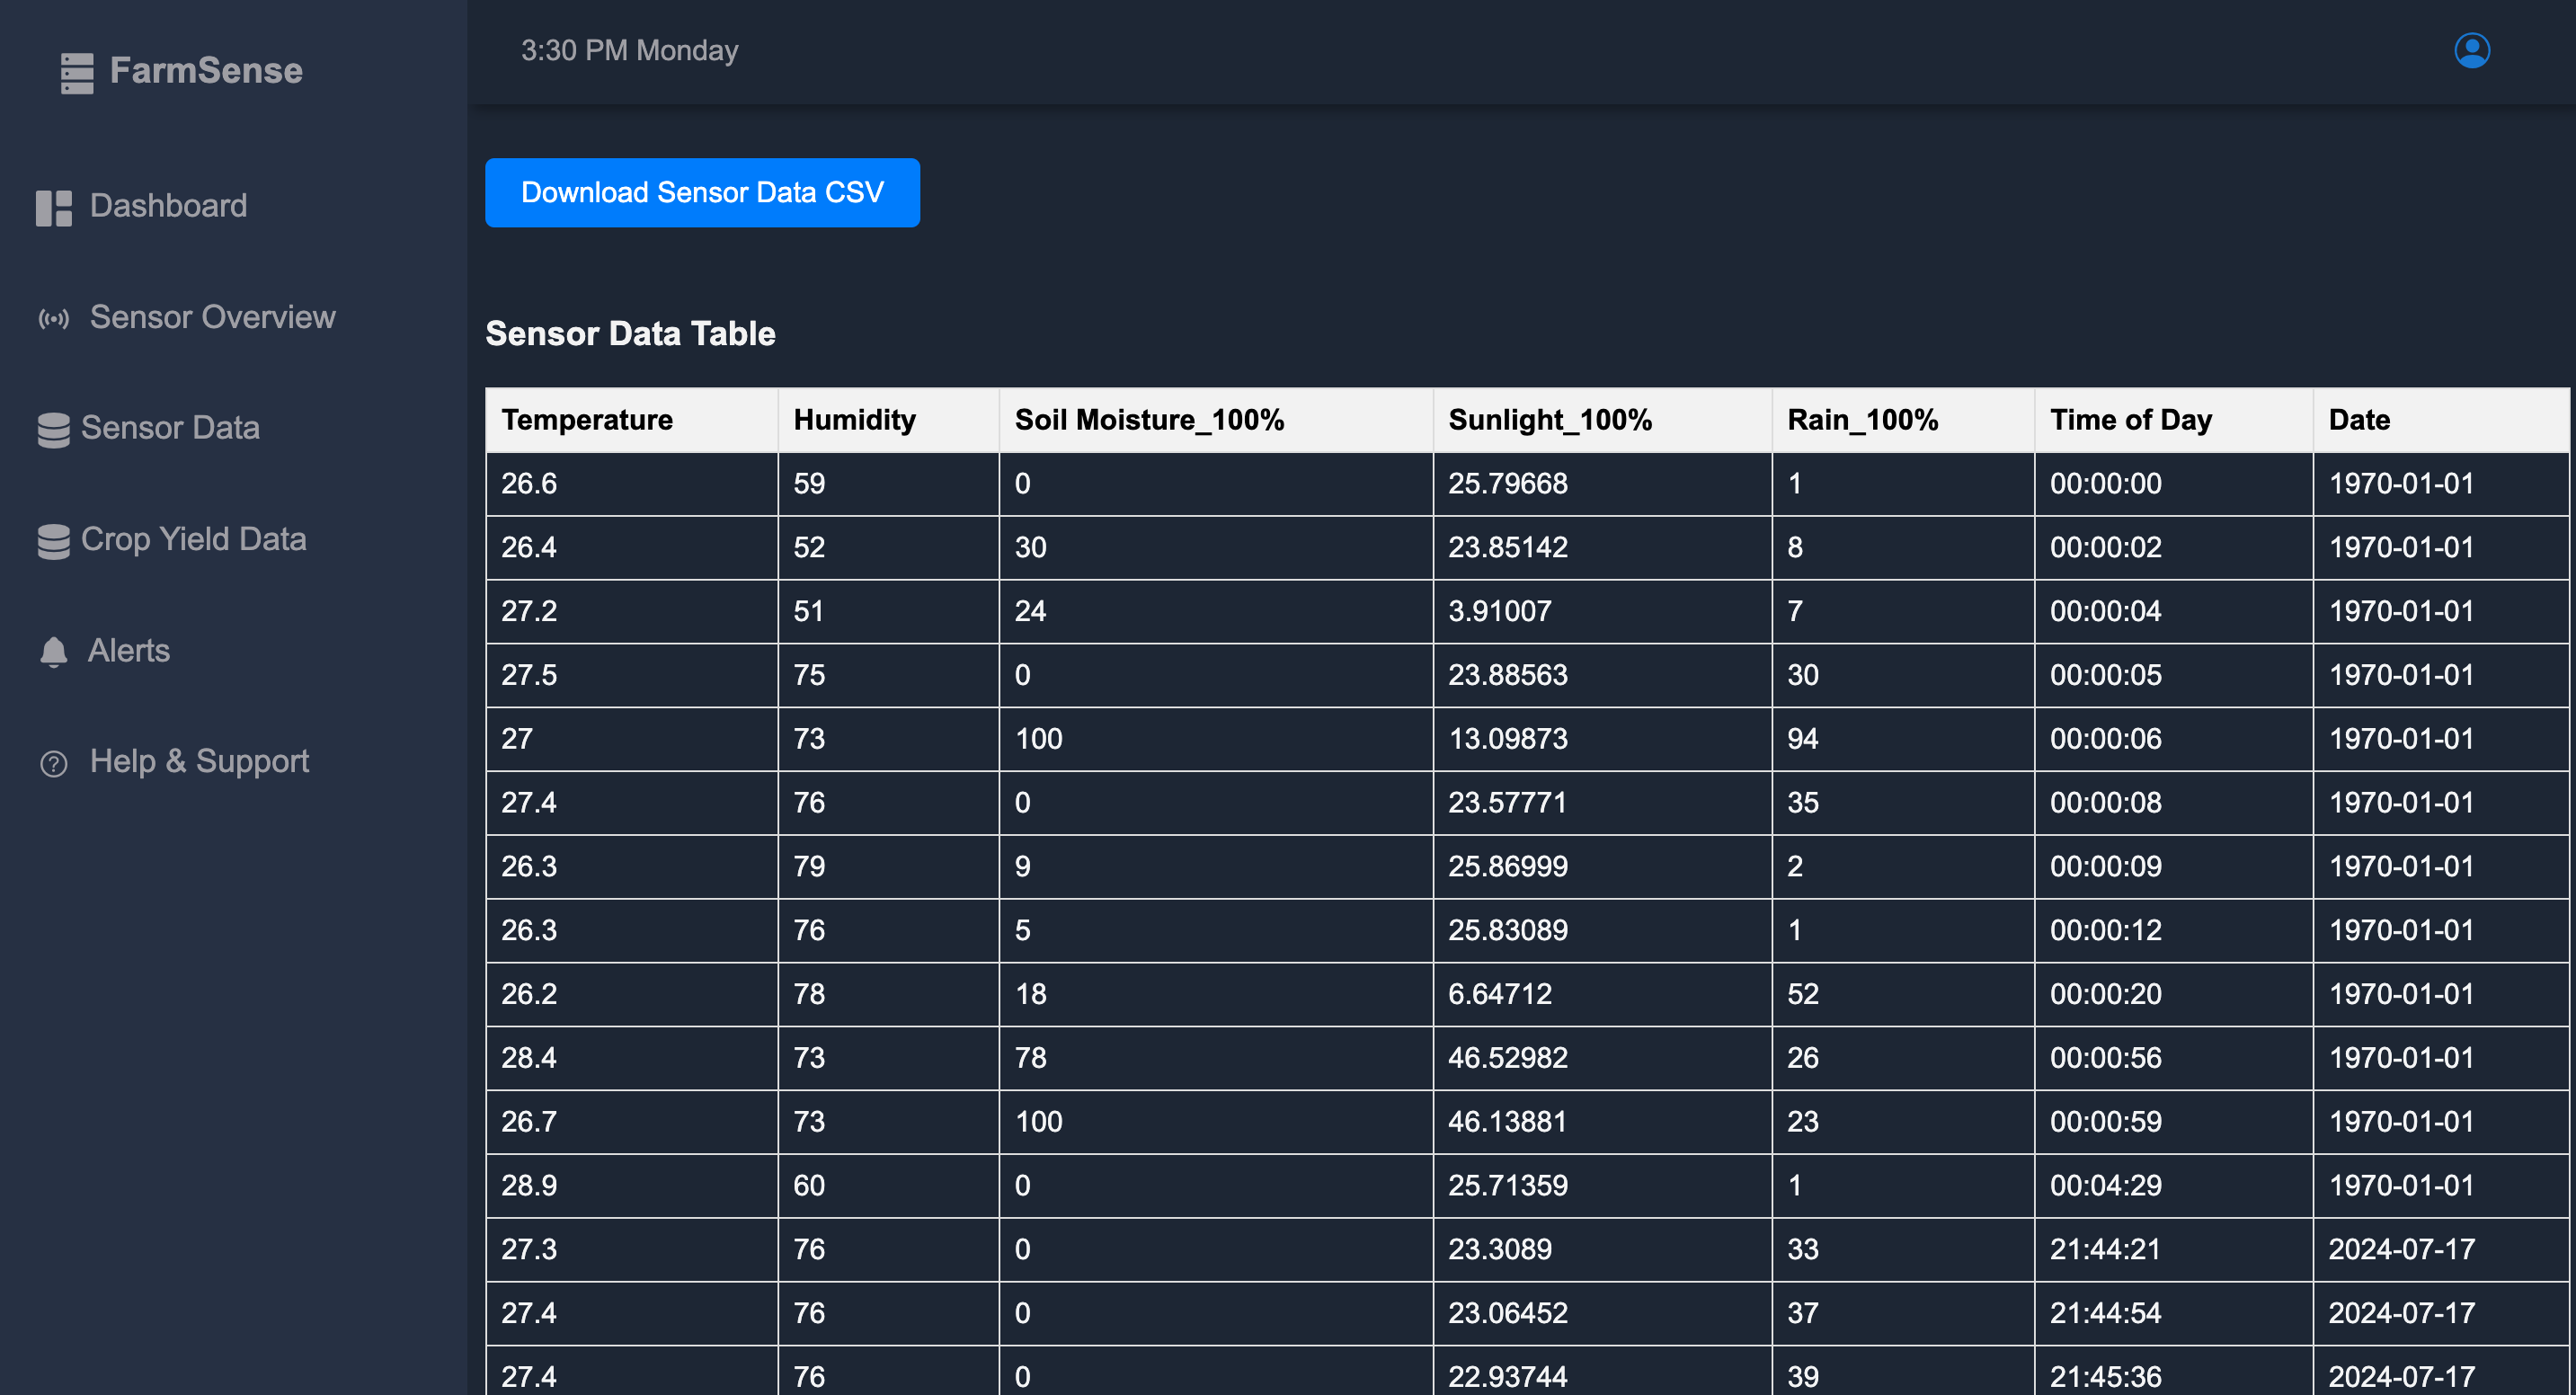 FarmSense
3:30 PM Monday
Dashboard
Sensor Overview
Sensor Data
Crop Yield Data
Alerts
Help & Support
Download Sensor Data CSV
Sensor Data Table
Temperature Humidity Soil Moisture_100% Sunlight_100% Rain_100% Time of Day Date
26.6 59 0 25.79668 1 00:00:00 1970-01-01
26.4 52 30 23.85142 8 00:00:02 1970-01-01
27.2 51 24 3.91007 7 00:00:04 1970-01-01
27.5 75 0 23.88563 30 00:00:05 1970-01-01
27 73 100 13.09873 94 00:00:06 1970-01-01
27.4 76 0 23.57771 35 00:00:08 1970-01-01
26.3 79 9 25.86999 2 00:00:09 1970-01-01
26.3 76 5 25.83089 1 00:00:12 1970-01-01
26.2 78 18 6.64712 52 00:00:20 1970-01-01
28.4 73 78 46.52982 26 00:00:56 1970-01-01
26.7 73 100 46.13881 23 00:00:59 1970-01-01
28.9 60 0 25.71359 1 00:04:29 1970-01-01
27.3 76 0 23.3089 33 21:44:21 2024-07-17
27.4 76 0 23.06452 37 21:44:54 2024-07-17
27.4 76 0 22.93744 39 21:45:36 2024-07-17